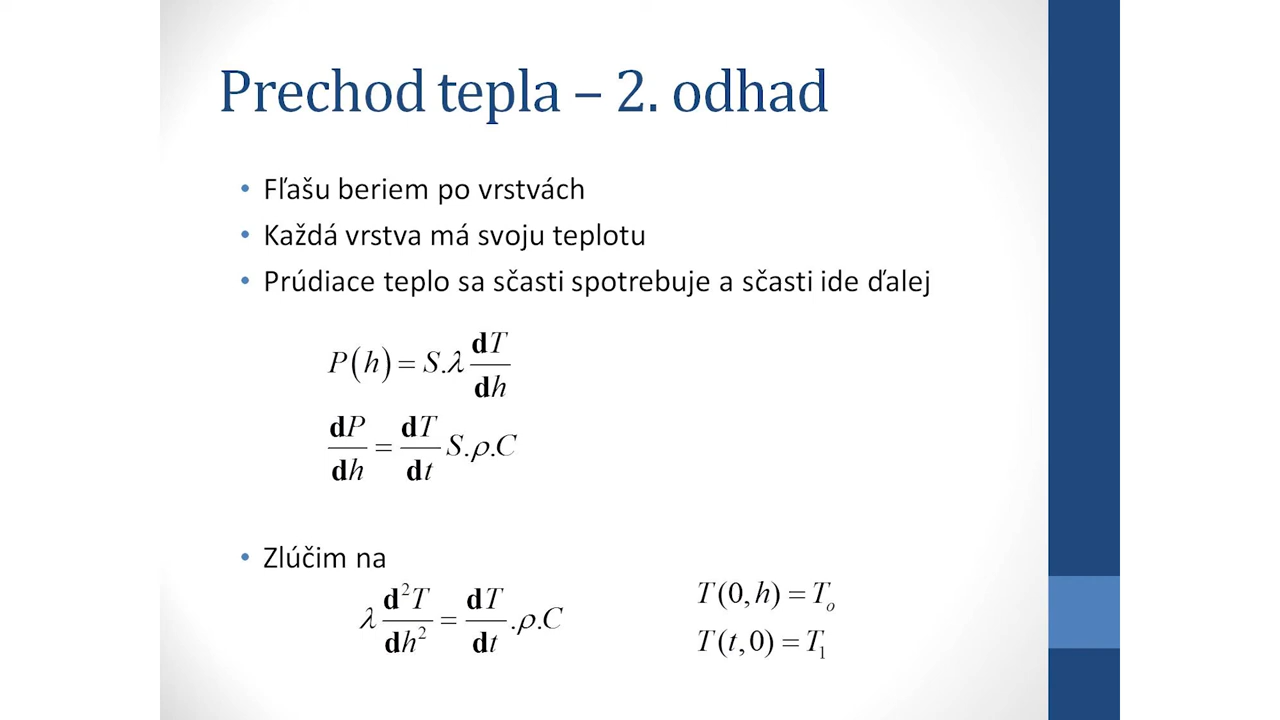 Prechod tepla – 2. odhad
• Fľašu beriem po vrstvách
• Každá vrstva má svoju teplotu
• Prúdiace teplo sa sčasti spotrebuje a sčasti ide ďalej
P(h) = S.λ dT/dh
dP/dh = dT/dt S.ρ.C
• Zlúčim na
λ d²T/dh² = dT/dt .ρ.C
T(0,h) = Tₒ
T(t,0) = T₁